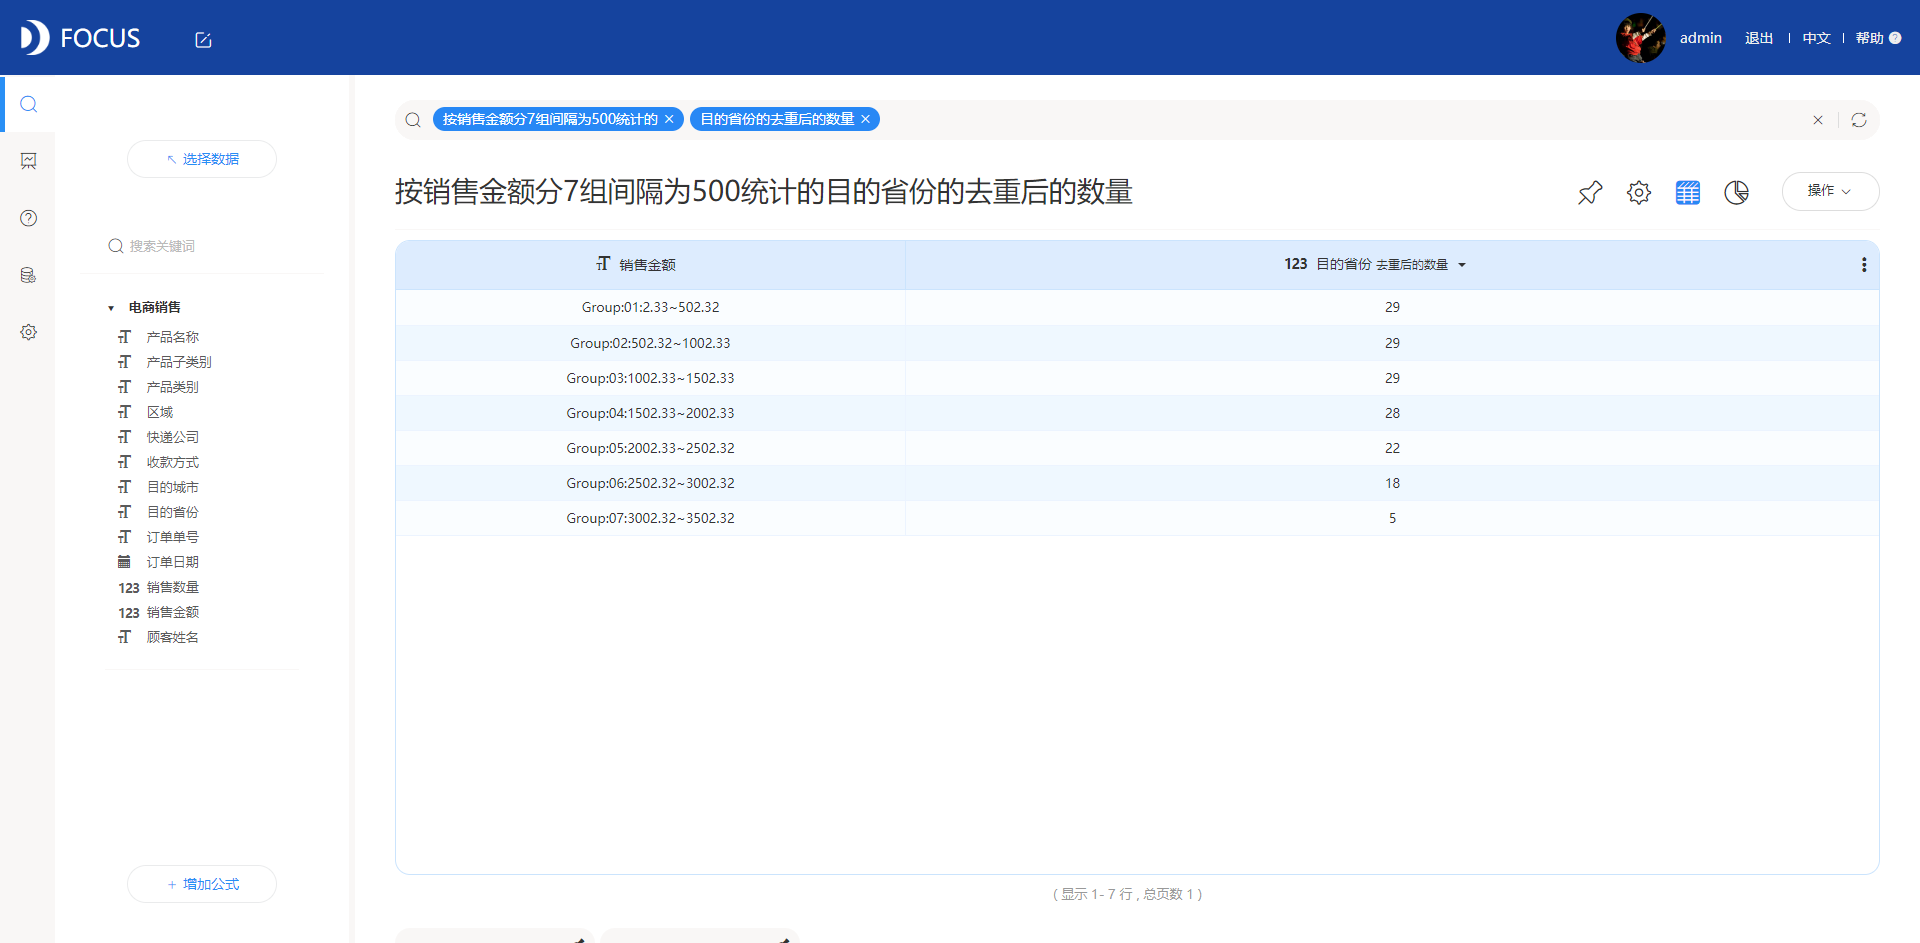 FOCUS
admin 退出 中文 帮助 ?
选择数据
搜索关键词
电商销售
产品名称
产品子类别
产品类别
区域
快递公司
收款方式
目的城市
目的省份
订单单号
订单日期
123 销售数量
123 销售金额
顾客姓名
+ 增加公式
按销售金额分7组间隔为500统计的 × 目的省份的去重后的数量 ×
按销售金额分7组间隔为500统计的目的省份的去重后的数量
操作
销售金额 123 目的省份 去重后的数量
Group:01:2.33~502.32 29
Group:02:502.32~1002.33 29
Group:03:1002.33~1502.33 29
Group:04:1502.33~2002.33 28
Group:05:2002.33~2502.32 22
Group:06:2502.32~3002.32 18
Group:07:3002.32~3502.32 5
( 显示 1- 7 行 , 总页数 1 )